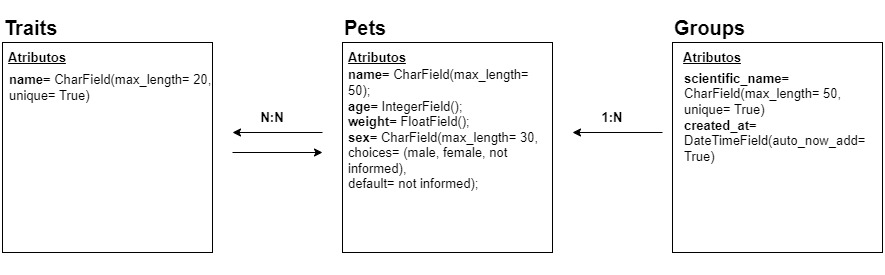 Traits
Atributos
name= CharField(max_length= 20,
unique= True)
N:N
Pets
Atributos
name= CharField(max_length=
50);
age= IntegerField();
weight= FloatField();
sex= CharField(max_length= 30,
choices= (male, female, not
informed),
default= not informed);
1:N
Groups
Atributos
scientific_name=
CharField(max_length= 50,
unique= True)
created_at=
DateTimeField(auto_now_add=
True)